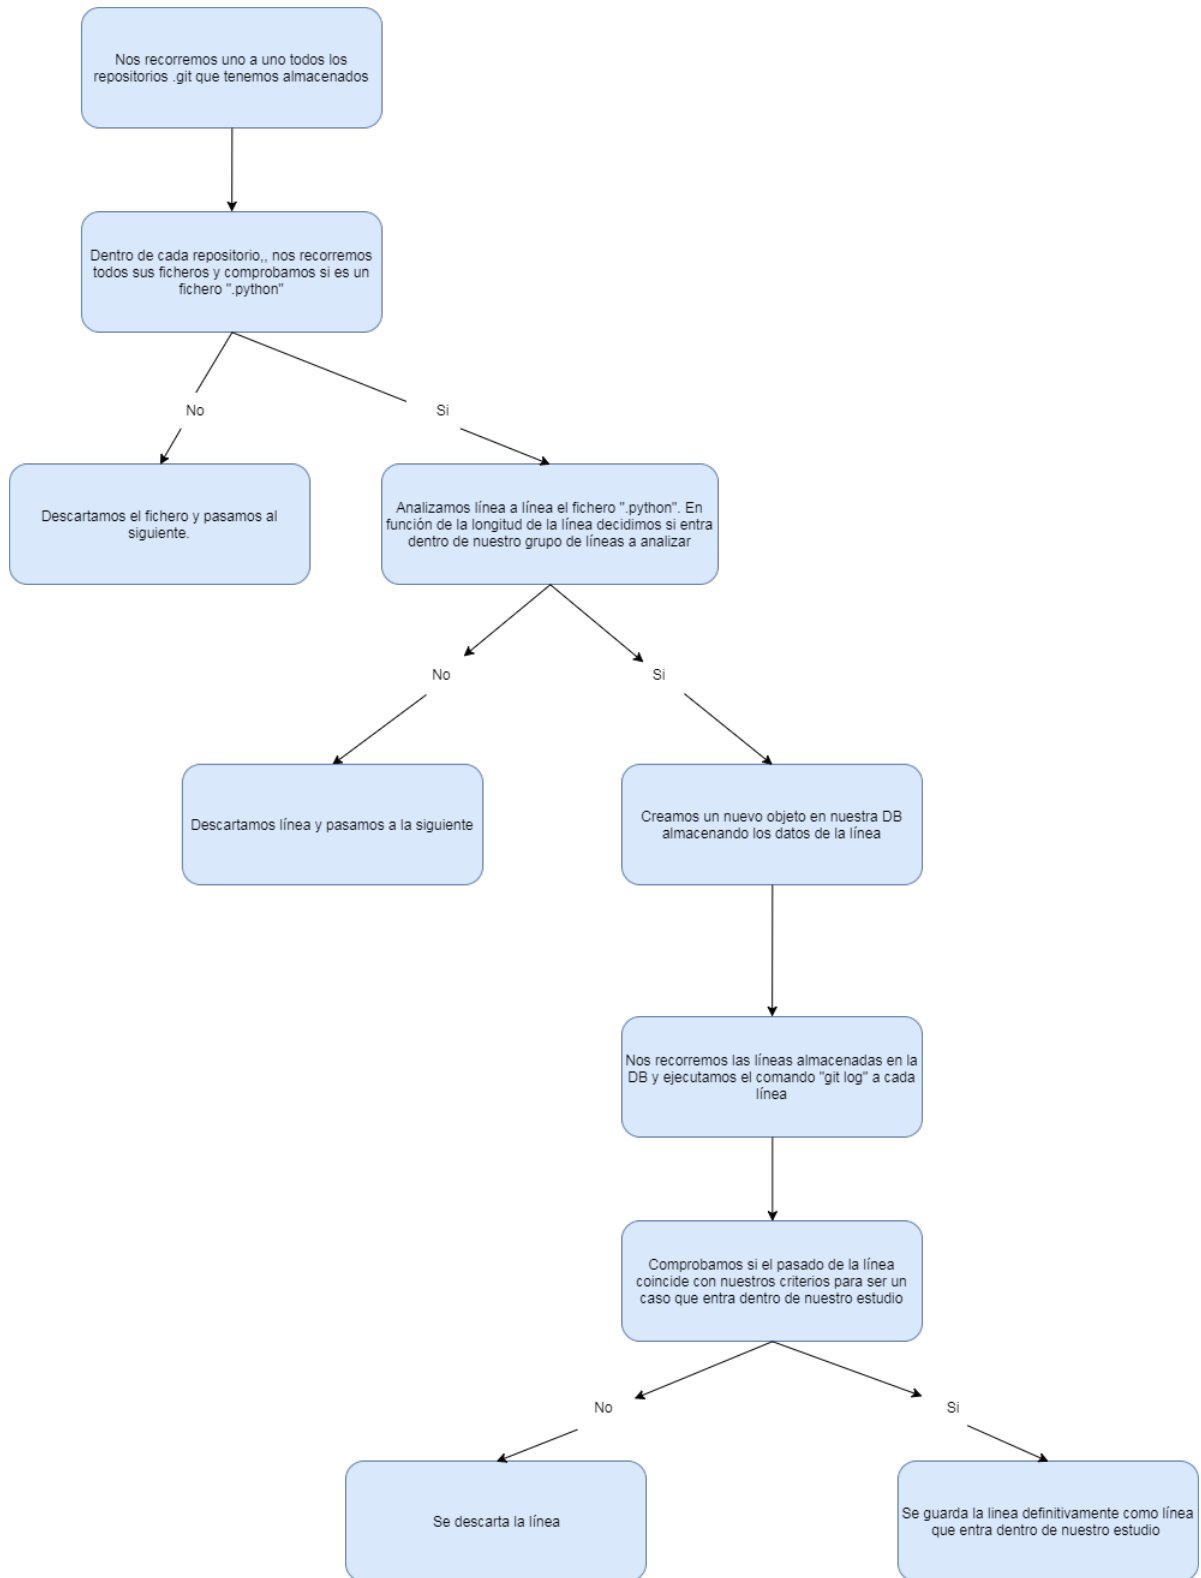 Nos recorremos uno a uno todos los
repositorios .git que tenemos almacenados
Dentro de cada repositorio,, nos recorremos
todos sus ficheros y comprobamos si es un
fichero ".python"
No
Si
Descartamos el fichero y pasamos al
siguiente.
Analizamos línea a línea el fichero ".python". En
función de la longitud de la línea decidimos si entra
dentro de nuestro grupo de líneas a analizar
No
Si
Descartamos línea y pasamos a la siguiente
Creamos un nuevo objeto en nuestra DB
almacenando los datos de la línea
Nos recorremos las líneas almacenadas en la
DB y ejecutamos el comando "git log" a cada
línea
Comprobamos si el pasado de la línea
coincide con nuestros criterios para ser un
caso que entra dentro de nuestro estudio
No
Si
Se descarta la línea
Se guarda la linea definitivamente como línea
que entra dentro de nuestro estudio